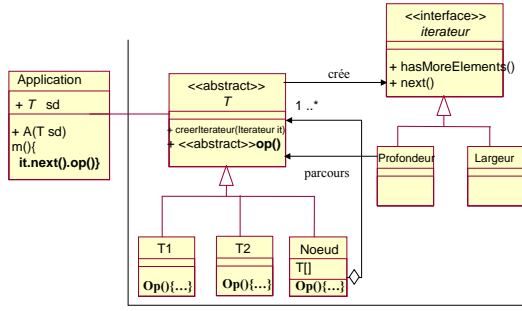 <<interface>>
iterateur
+ hasMoreElements()
+ next()
Application
+ T sd
+ A(T sd)
m(){
it.next().op()}
<<abstract>>
T
+ creerIterateur(Iterateur it)
+ <<abstract>>op()
crée
1 ..*
parcours
Profondeur
Largeur
T1
Op(){...}
T2
Op(){...}
Noeud
T[]
Op(){...}